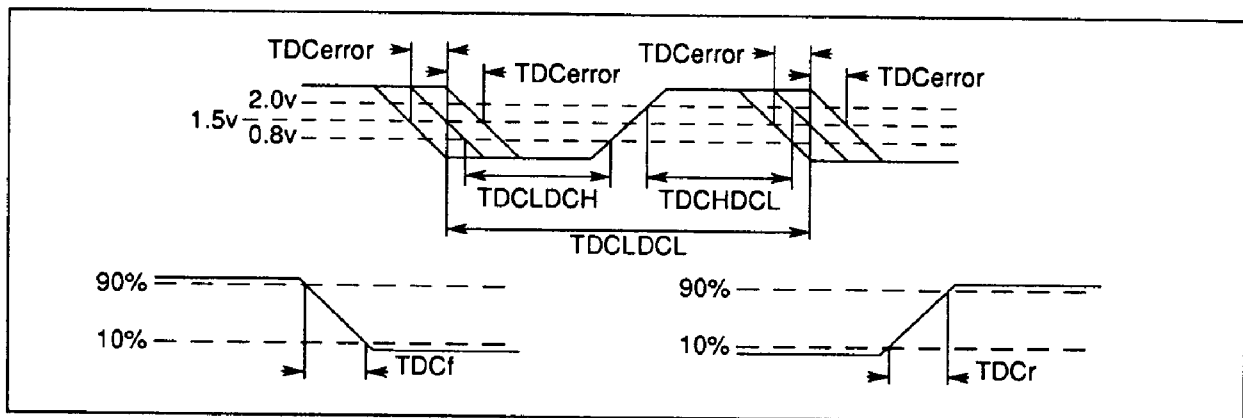 TDCerror
TDCerror
TDCerror
TDCerror
2.0v
1.5v
0.8v
TDCLDCH
TDCHDCL
TDCLDCL
90%
10%
TDCf
90%
10%
TDCr